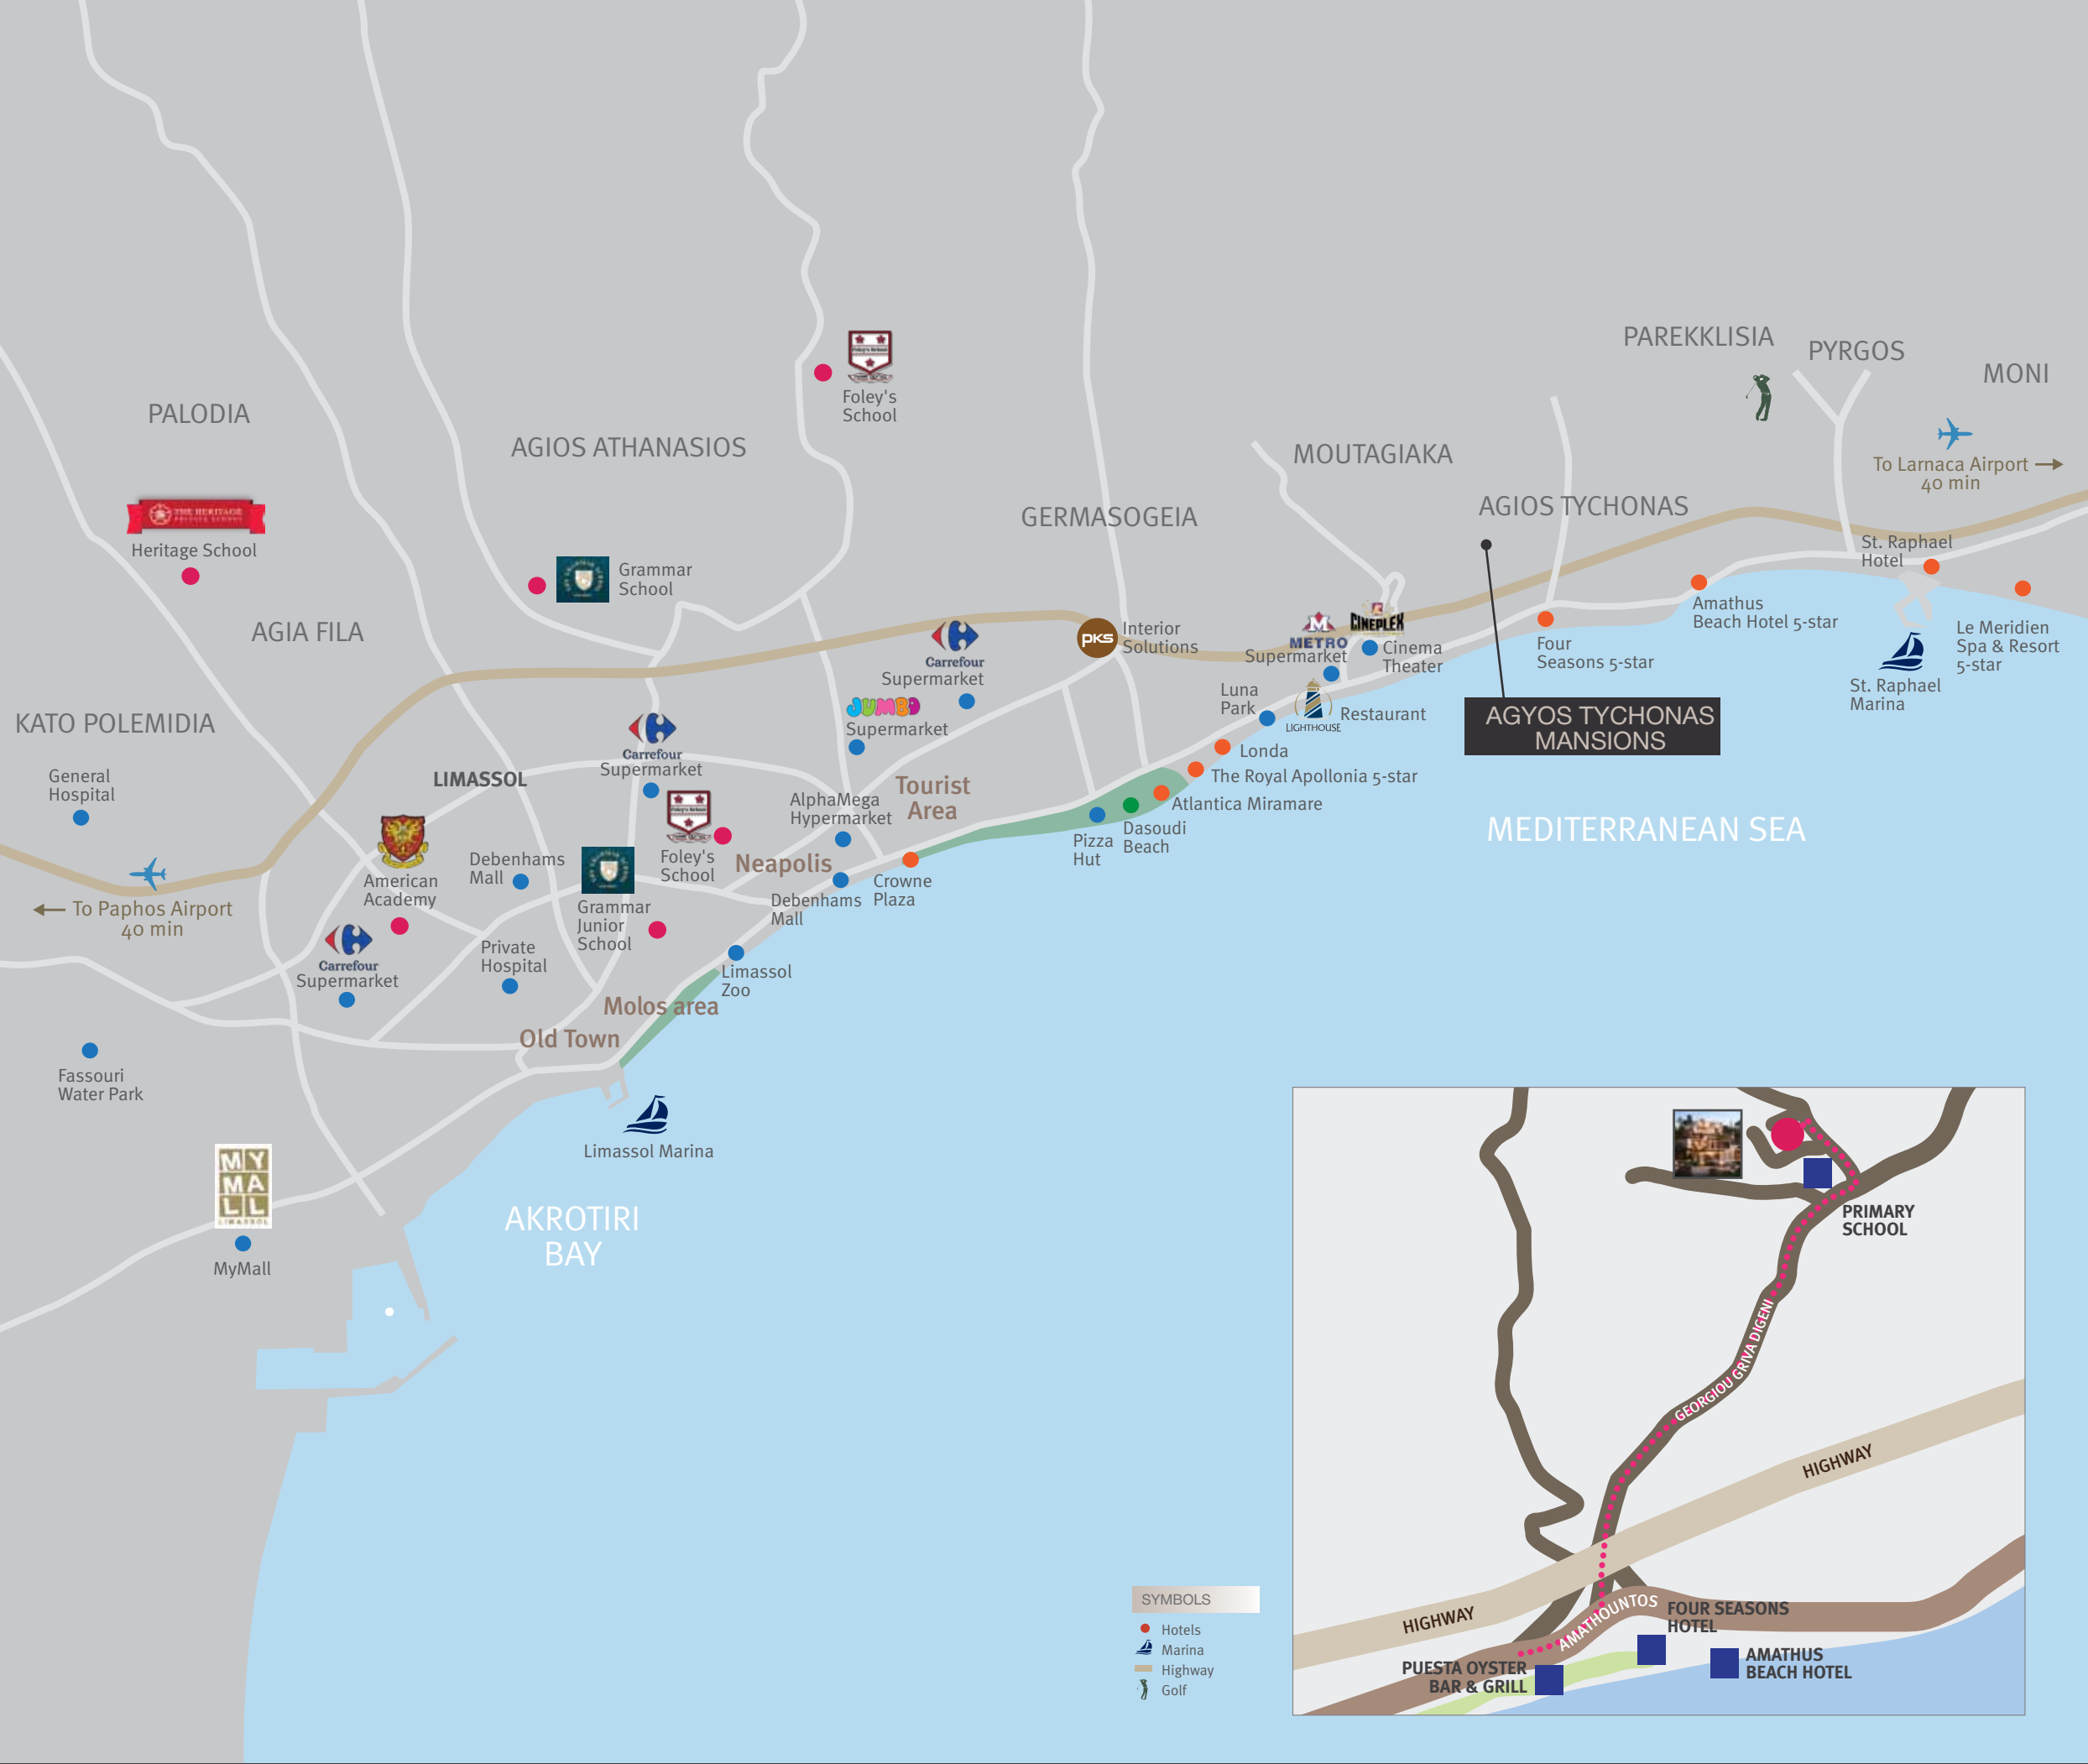 PAREKKLISIA
PYRGOS
MONI
Foley's School
Foley's
School
PALODIA
AGIOS ATHANASIOS
MOUTAGIAKA
To Larnaca Airport
40 min
THE HERITAGE
PRIVATE SCHOOL
Heritage School
GERMASOGEIA
AGIOS TYCHONAS
St. Raphael
Hotel
Grammar
School
AGIA FILA
Carrefour
Supermarket
pks
Interior
Solutions
METRO
Supermarket
CINEPLEX
Cinema
Theater
Four
Seasons 5-star
Amathus
Beach Hotel 5-star
Le Meridien
Spa & Resort
5-star
St. Raphael
Marina
KATO POLEMIDIA
JUMBO
Supermarket
Luna
Park
LIGHTHOUSE
Restaurant
AGYOS TYCHONAS
MANSIONS
General
Hospital
LIMASSOL
Carrefour
Supermarket
Londa
The Royal Apollonia 5-star
Atlantica Miramare
Tourist
Area
AlphaMega
Hypermarket
Pizza
Hut
Dasoudi
Beach
MEDITERRANEAN SEA
American
Academy
Debenhams
Mall
Foley's
School
Neapolis
Crowne
Plaza
Debenhams
Mall
To Paphos Airport
40 min
Grammar
Junior
School
Carrefour
Supermarket
Private
Hospital
Limassol
Zoo
Molos area
Old Town
Fassouri
Water Park
Limassol Marina
MY
MA
LL
LIMASSOL
MyMall
AKROTIRI
BAY
PRIMARY
SCHOOL
GEORGIOU GRIVA DIGENI
HIGHWAY
HIGHWAY
AMATHOUNTOS
FOUR SEASONS
HOTEL
PUESTA OYSTER
BAR & GRILL
AMATHUS
BEACH HOTEL
SYMBOLS
Hotels
Marina
Highway
Golf